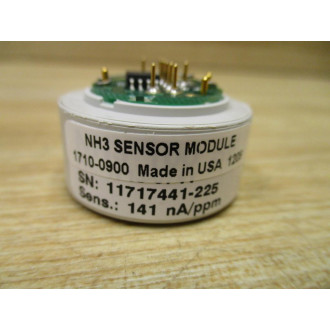 NH3 SENSOR MODULE
1710-0900 Made in USA
SN: 11717441-225
Sens.: 141 nA/ppm